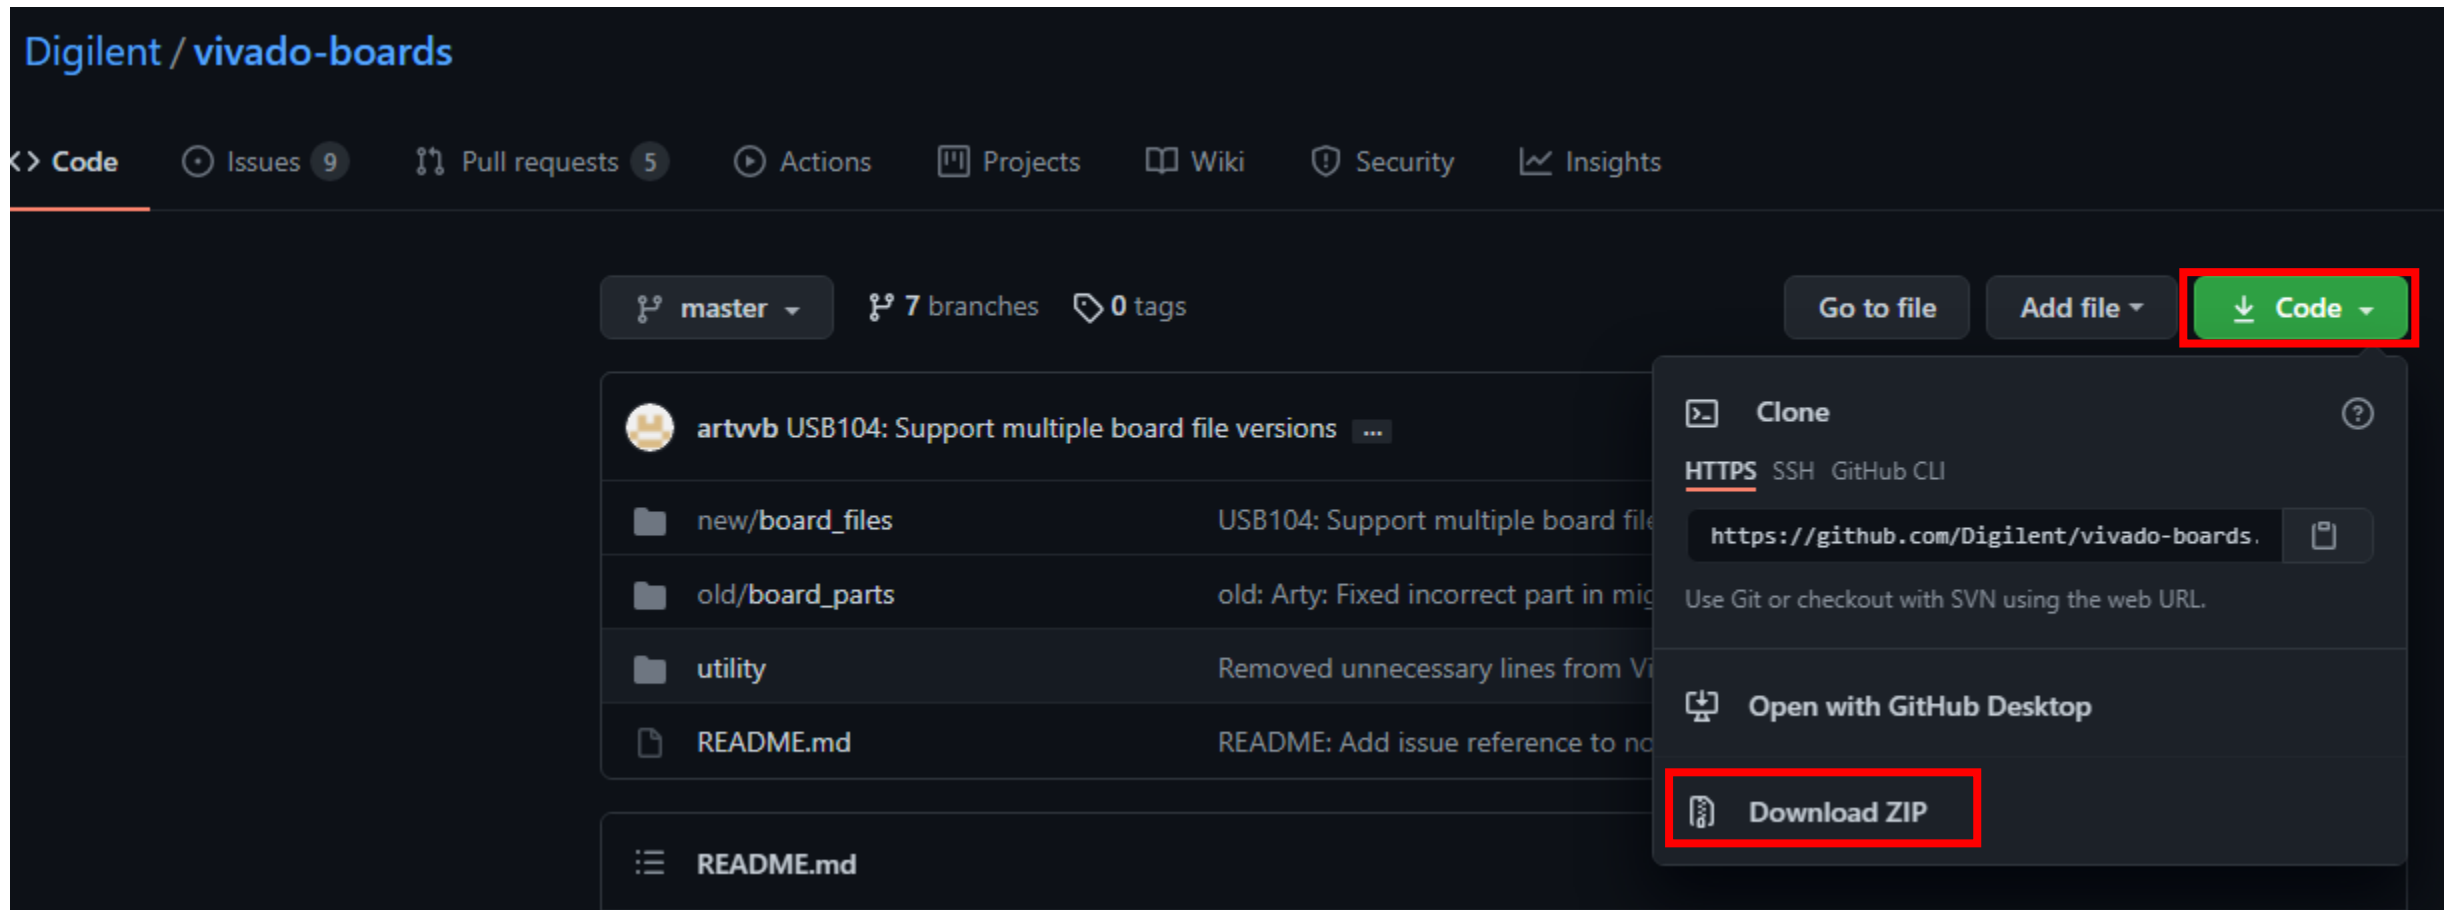 Digilent / vivado-boards
Code Issues 9 Pull requests 5 Actions Projects Wiki Security Insights
master 7 branches 0 tags Go to file Add file Code
artvvb USB104: Support multiple board file versions ...
new/board_files USB104: Support multiple board file
old/board_parts old: Arty: Fixed incorrect part in mig
utility Removed unnecessary lines from Vi
README.md README: Add issue reference to no
README.md
Clone
HTTPS SSH GitHub CLI
https://github.com/Digilent/vivado-boards.
Use Git or checkout with SVN using the web URL.
Open with GitHub Desktop
Download ZIP